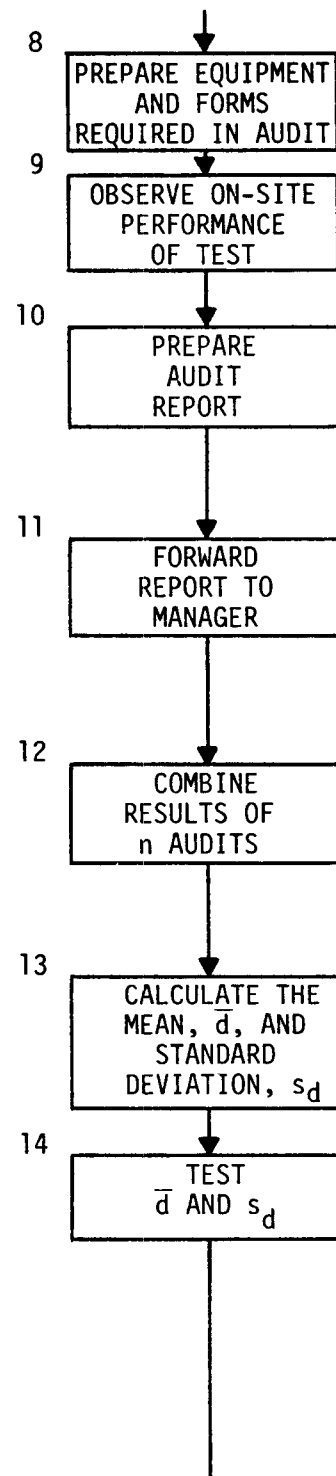 8
PREPARE EQUIPMENT
AND FORMS
REQUIRED IN AUDIT
9
OBSERVE ON-SITE
PERFORMANCE
OF TEST
10
PREPARE
AUDIT
REPORT
11
FORWARD
REPORT TO
MANAGER
12
COMBINE
RESULTS OF
n AUDITS
13
CALCULATE THE
MEAN, d̅, AND
STANDARD
DEVIATION, s_d
14
TEST
d̅ AND s_d